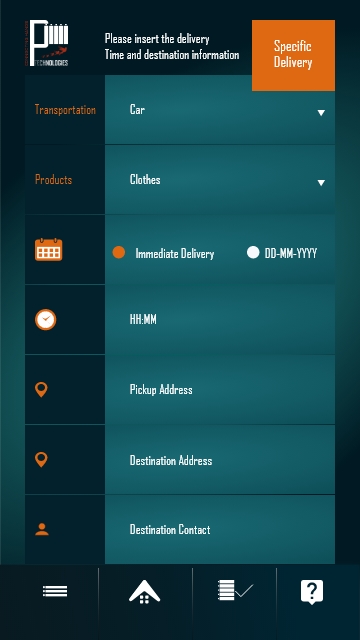 TECHNOLOGIES
Please insert the delivery
Time and destination information
Specific
Delivery
Transportation
Car
Products
Clothes
Immediate Delivery
DD-MM-YYYY
HH:MM
Pickup Address
Destination Address
Destination Contact
?